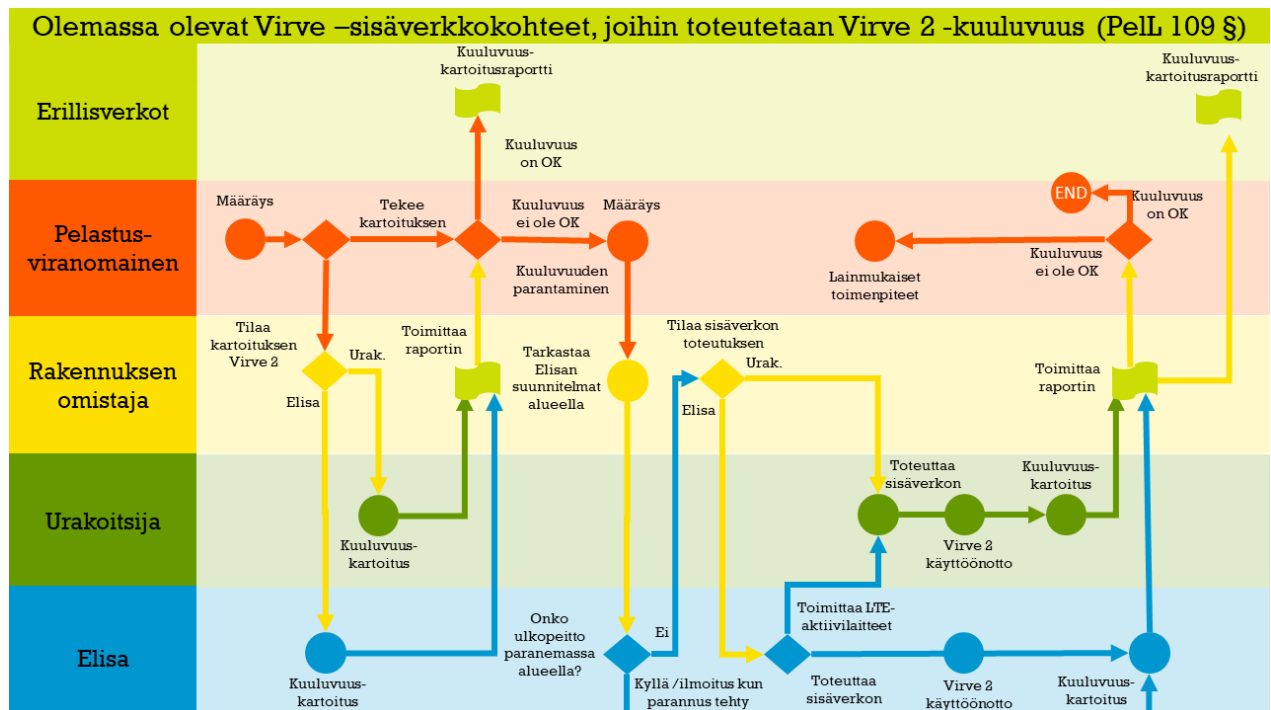 Olemassa olevat Virve –sisäverkkokohteet, joihin toteutetaan Virve 2 -kuuluvuus (PelL 109 §)
Erillisverkot
Kuuluvuus-
kartoitusraportti
Kuuluvuus
on OK
Kuuluvuus-
kartoitusraportti
Pelastus-
viranomainen
Määräys
Tekee
kartoituksen
Kuuluvuus
ei ole OK
Määräys
Kuuluvuuden
parantaminen
END
Kuuluvuus
on OK
Kuuluvuus
ei ole OK
Lainmukaiset
toimenpiteet
Rakennuksen
omistaja
Tilaa
kartoituksen
Virve 2
Urak.
Elisa
Toimittaa
raportin
Tarkastaa
Elisan
suunnitelmat
alueella
Tilaa sisäverkon
toteutuksen
Urak.
Elisa
Toimittaa
raportin
Urakoitsija
Kuuluvuus-
kartoitus
Toteuttaa
sisäverkon
Virve 2
käyttöönotto
Kuuluvuus-
kartoitus
Elisa
Kuuluvuus-
kartoitus
Onko
ulkopeitto
paranemassa
alueella?
Ei
Kyllä /ilmoitus kun
parannus tehty
Toimittaa LTE-
aktiivilaitteet
Toteuttaa
sisäverkon
Virve 2
käyttöönotto
Kuuluvuus-
kartoitus